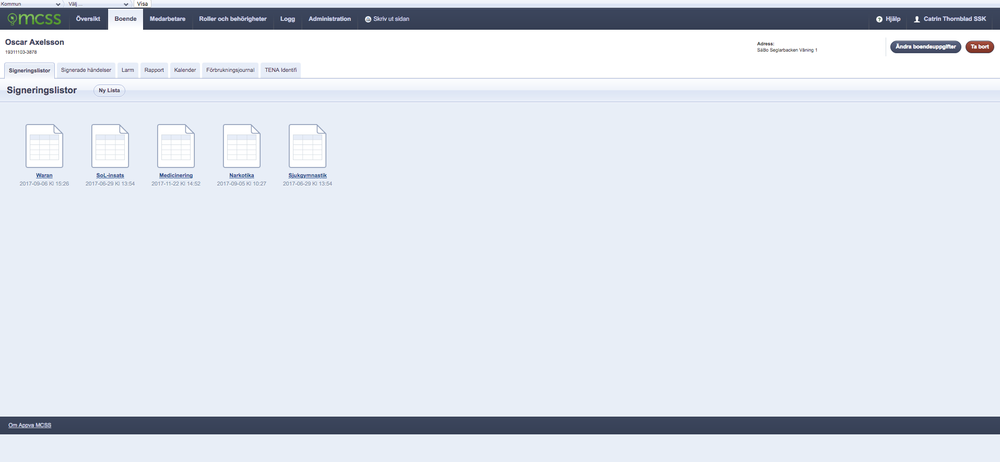 Kommun Välj ... Visa
mcss Översikt Boende Medarbetare Roller och behörigheter Logg Administration Skriv ut sidan ? Hjälp Catrin Thornblad SSK
Oscar Axelsson
19311103-3878
Adress:
SäBo Seglarbacken Våning 1
Ändra boendeuppgifter Ta bort
Signeringslistor Signerade händelser Larm Rapport Kalender Förbrukningsjournal TENA Identifi
Signeringslistor Ny Lista
Waran SoL-insats Medicinering Narkotika Sjukgymnastik
2017-09-06 Kl 15:26 2017-06-29 Kl 13:54 2017-11-22 Kl 14:52 2017-09-05 Kl 10:27 2017-06-29 Kl 13:54
Om Appva MCSS